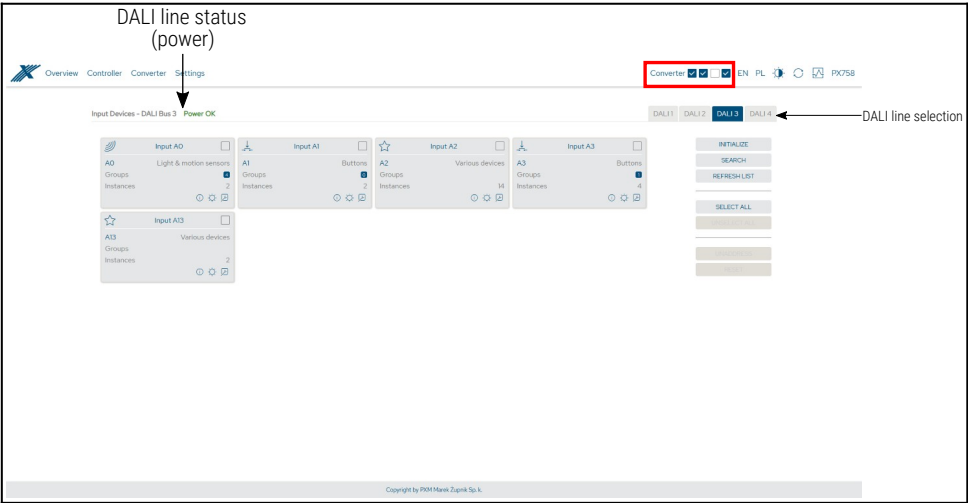 DALI line status
(power)
Overview Controller Converter Settings
Converter EN PL PX758
Input Devices - DALI Bus 3 Power OK
DALI 1 DALI 2 DALI 3 DALI 4
DALI line selection
Input A0
A0 Light & motion sensors
Groups
Instances 2
Input A1
A1 Buttons
Groups
Instances 2
Input A2
A2 Various devices
Groups
Instances 14
Input A3
A3 Buttons
Groups
Instances 4
Input A13
A13 Various devices
Groups
Instances 2
INITIALIZE
SEARCH
REFRESH LIST
SELECT ALL
Copyright by PXM Marek Żupnik Sp. k.